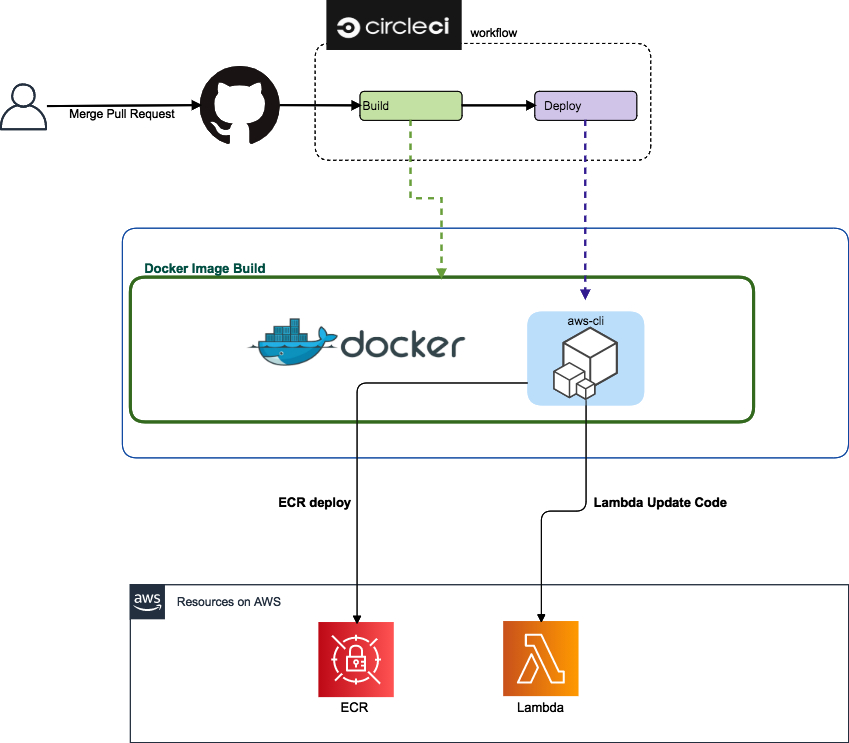 circleci
workflow
Merge Pull Request
Build
Deploy
Docker Image Build
docker
aws-cli
ECR deploy
Lambda Update Code
aws
Resources on AWS
ECR
Lambda